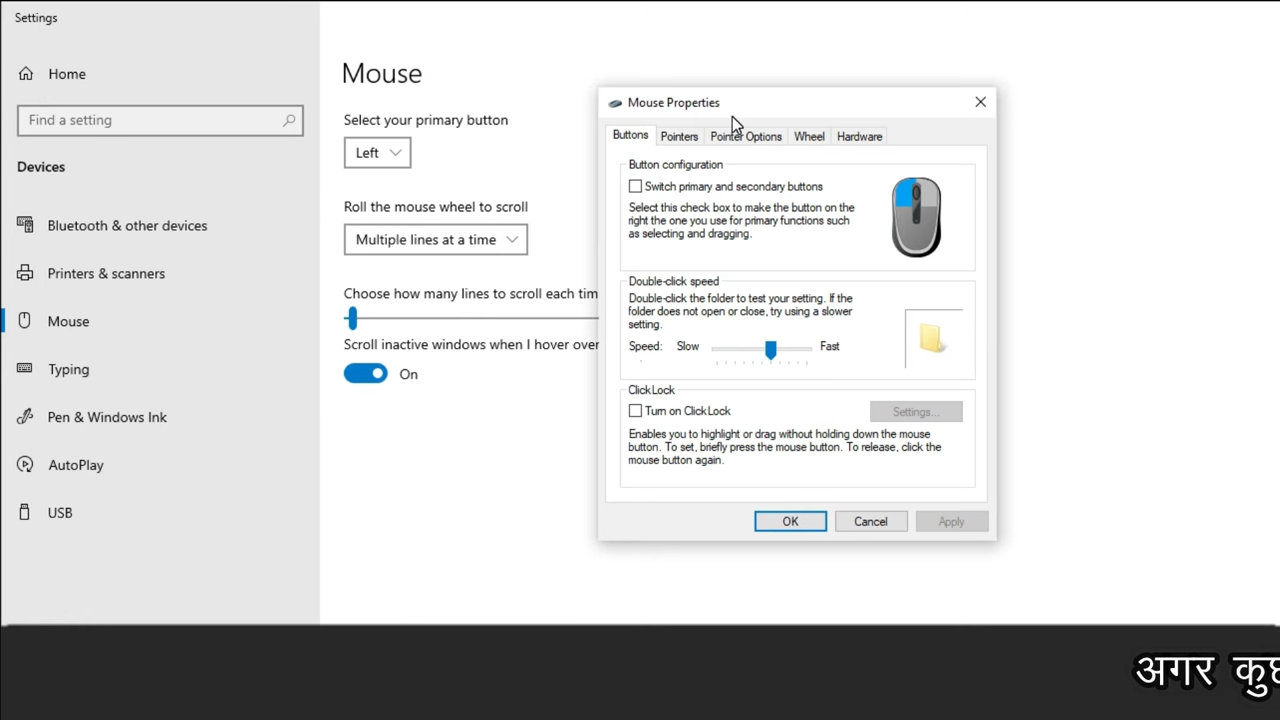 Settings
Home
Find a setting
Devices
Bluetooth & other devices
Printers & scanners
Mouse
Typing
Pen & Windows Ink
AutoPlay
USB
Mouse
Select your primary button
Left
Roll the mouse wheel to scroll
Multiple lines at a time
Choose how many lines to scroll each
Scroll inactive windows when I hover over
On
Mouse Properties
Buttons Pointers Pointer Options Wheel Hardware
Button configuration
Switch primary and secondary buttons
Select this check box to make the button on the
right the one you use for primary functions such
as selecting and dragging.
Double-click speed
Double-click the folder to test your setting. If the
folder does not open or close, try using a slower
setting.
Speed: Slow Fast
ClickLock
Turn on ClickLock
Settings...
Enables you to highlight or drag without holding down the mouse
button. To set, briefly press the mouse button. To release, click the
mouse button again.
OK Cancel Apply
अगर